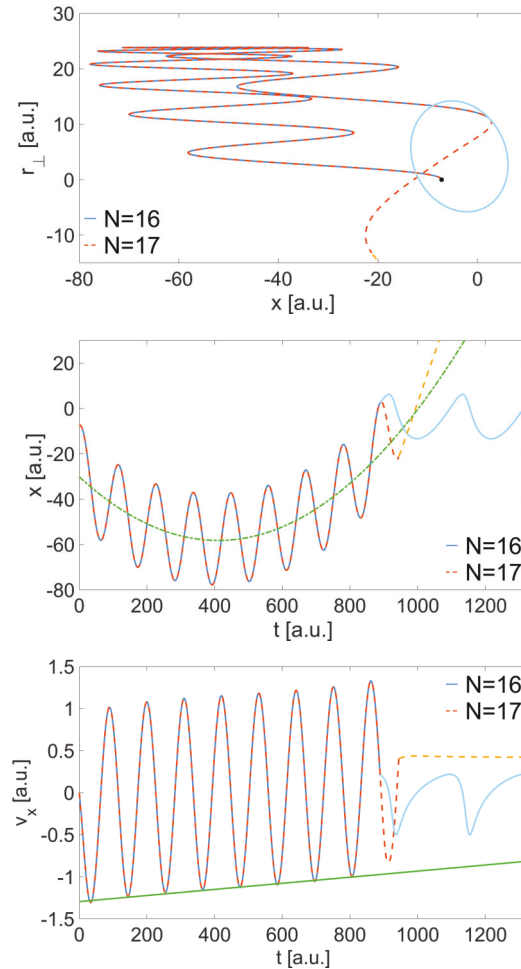 30
20
10
0
-10
r⊥ [a.u.]
N=16
N=17
-80 -60 -40 -20 0
x [a.u.]
20
0
-20
-40
-60
-80
x [a.u.]
N=16
N=17
0 200 400 600 800 1000 1200
t [a.u.]
1.5
1
0.5
0
-0.5
-1
-1.5
v_x [a.u.]
N=16
N=17
0 200 400 600 800 1000 1200
t [a.u.]